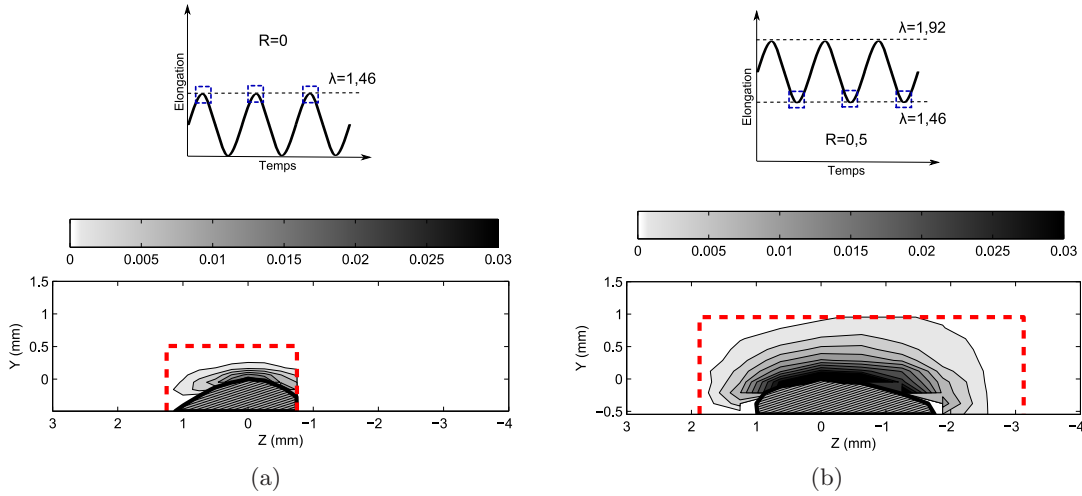 R=0
λ=1,46
Elongation
Temps
0 0.005 0.01 0.015 0.02 0.025 0.03
1.5
1
0.5
0
Y (mm)
3 2 1 0 -1 -2 -3 -4
Z (mm)
(a)
λ=1,92
Elongation
λ=1,46
R=0,5
Temps
0 0.005 0.01 0.015 0.02 0.025 0.03
1.5
1
0.5
0
-0.5
Y (mm)
3 2 1 0 -1 -2 -3 -4
Z (mm)
(b)